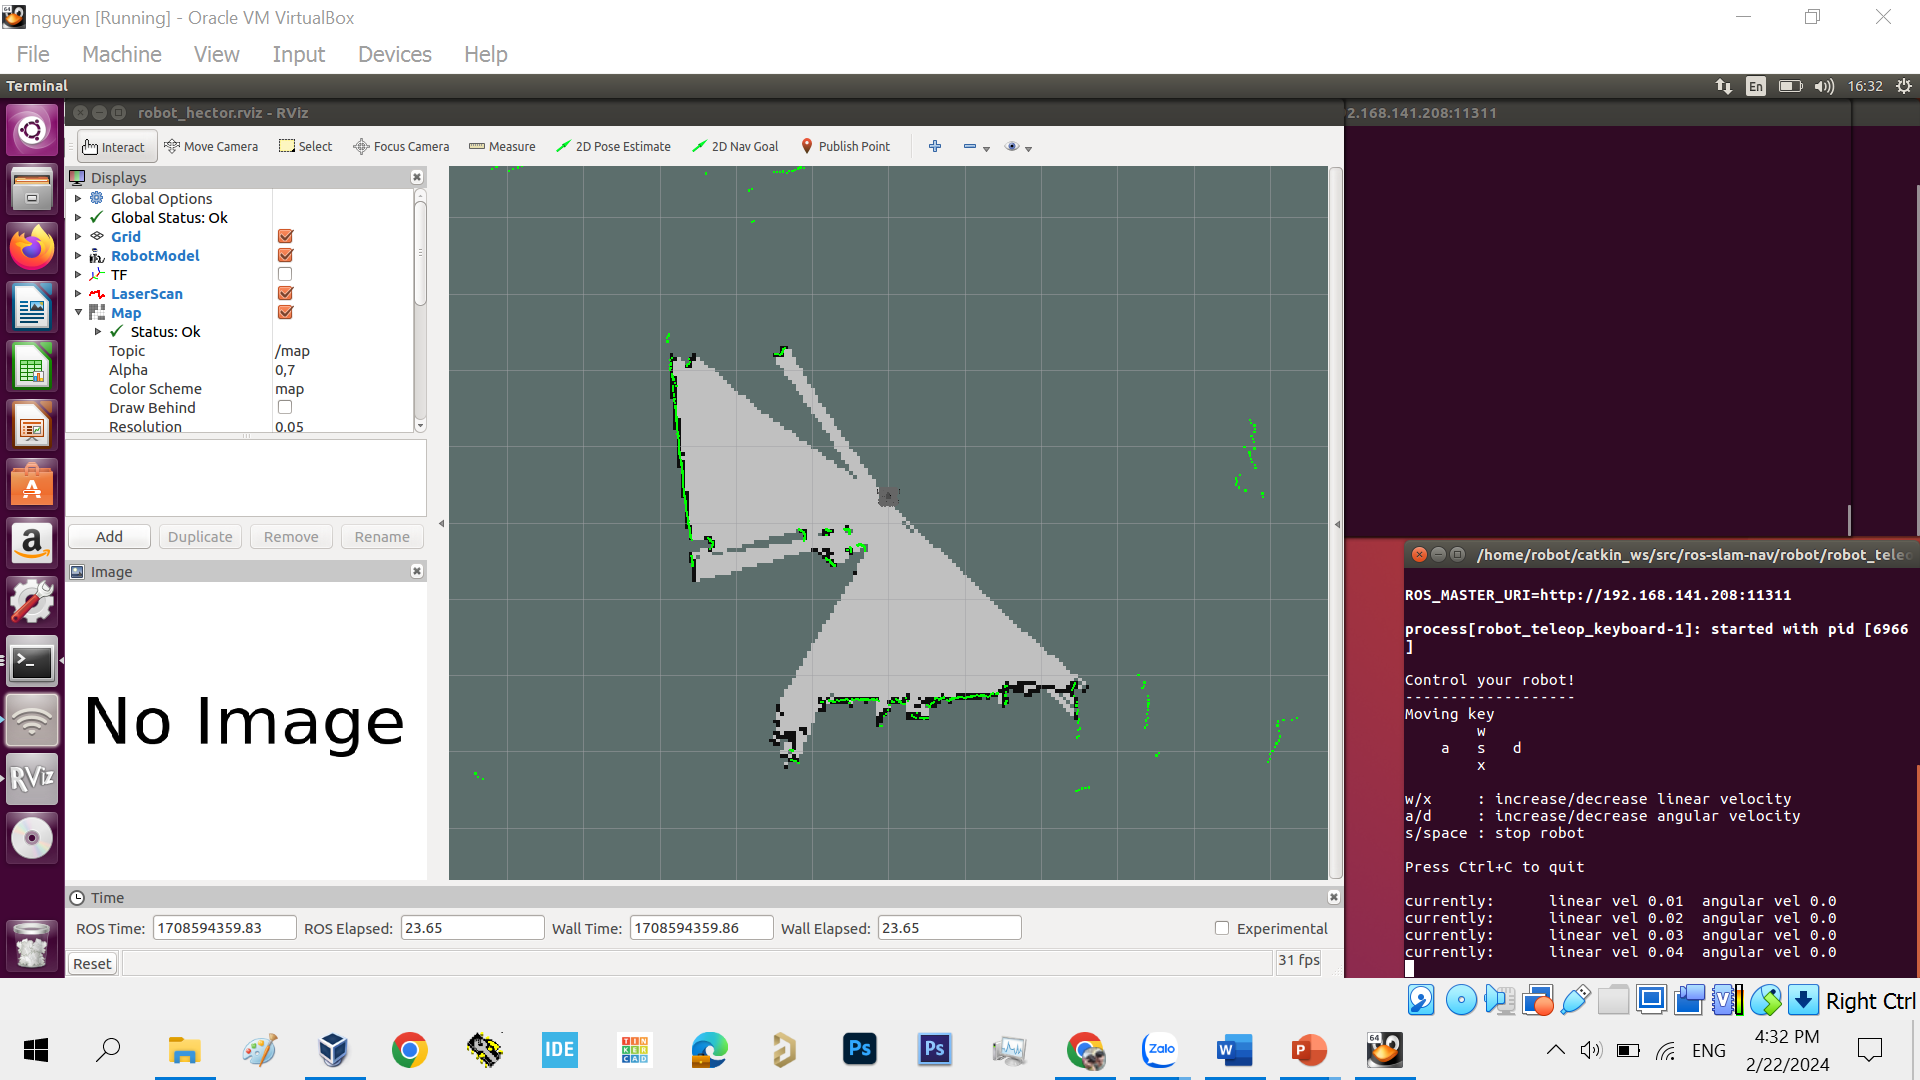 nguyen [Running] - Oracle VM VirtualBox
File Machine View Input Devices Help
Terminal
En
16:32
robot_hector.rviz - RViz
2.168.141.208:11311
Interact Move Camera Select Focus Camera Measure 2D Pose Estimate 2D Nav Goal Publish Point
Displays
Global Options
Global Status: Ok
Grid
RobotModel
TF
LaserScan
Map
Status: Ok
Topic /map
Alpha 0,7
Color Scheme map
Draw Behind
Resolution 0.05
Add Duplicate Remove Rename
Image
No Image
RViz
Time
ROS Time: 1708594359.83 ROS Elapsed: 23.65 Wall Time: 1708594359.86 Wall Elapsed: 23.65 Experimental
Reset
31 fps
/home/robot/catkin_ws/src/ros-slam-nav/robot/robot_teleo
ROS_MASTER_URI=http://192.168.141.208:11311
process[robot_teleop_keyboard-1]: started with pid [6966
]
Control your robot!
-------------------
Moving key
w
a s d
x
w/x : increase/decrease linear velocity
a/d : increase/decrease angular velocity
s/space : stop robot
Press Ctrl+C to quit
currently: linear vel 0.01 angular vel 0.0
currently: linear vel 0.02 angular vel 0.0
currently: linear vel 0.03 angular vel 0.0
currently: linear vel 0.04 angular vel 0.0
Right Ctrl
IDE
TIN
KER
CAD
Ps
Ps
Zalo
W
P
64
ENG
4:32 PM
2/22/2024